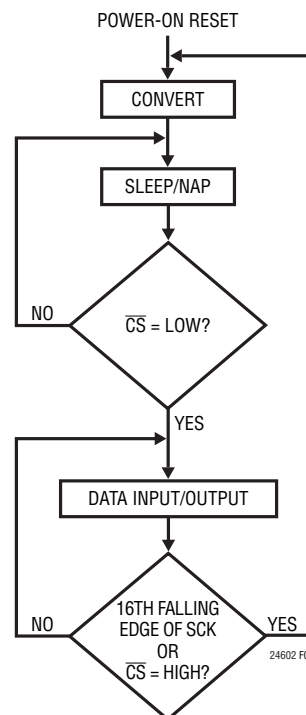 POWER-ON RESET
CONVERT
SLEEP/NAP
CS = LOW?
NO
YES
DATA INPUT/OUTPUT
16TH FALLING
EDGE OF SCK
OR
CS = HIGH?
NO
YES
24602